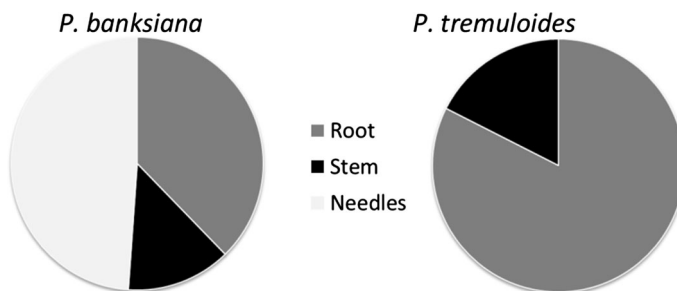 P. banksiana
P. tremuloides
Root
Stem
Needles